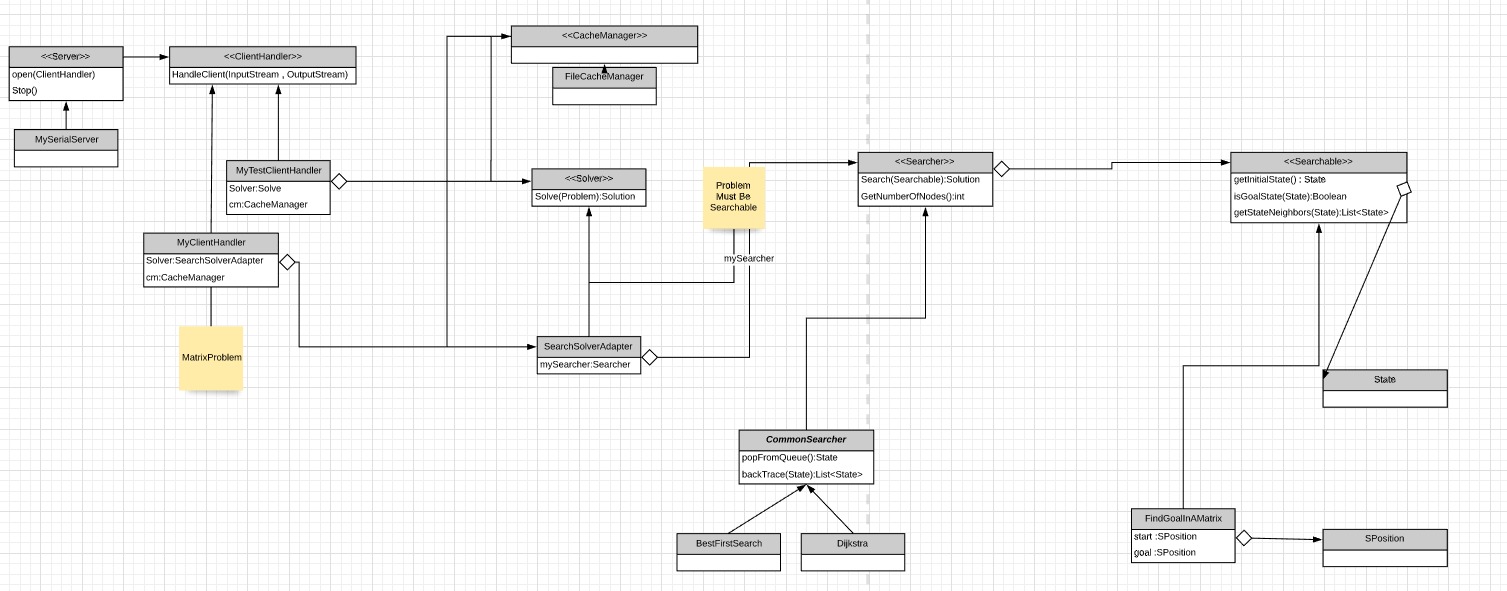 <<Server>>
open(ClientHandler)
Stop()
MySerialServer
<<ClientHandler>>
HandleClient(InputStream , OutputStream)
MyTestClientHandler
Solver:Solve
cm:CacheManager
MyClientHandler
Solver:SearchSolverAdapter
cm:CacheManager
MatrixProblem
<<CacheManager>>
FileCacheManager
<<Solver>>
Solve(Problem):Solution
Problem
Must Be
Searchable
mySearcher
SearchSolverAdapter
mySearcher:Searcher
<<Searcher>>
Search(Searchable):Solution
GetNumberOfNodes():int
CommonSearcher
popFromQueue():State
backTrace(State):List<State>
BestFirstSearch
Dijkstra
<<Searchable>>
getInitialState() : State
isGoalState(State):Boolean
getStateNeighbors(State):List<State>
State
FindGoalInAMatrix
start :SPosition
goal :SPosition
SPosition